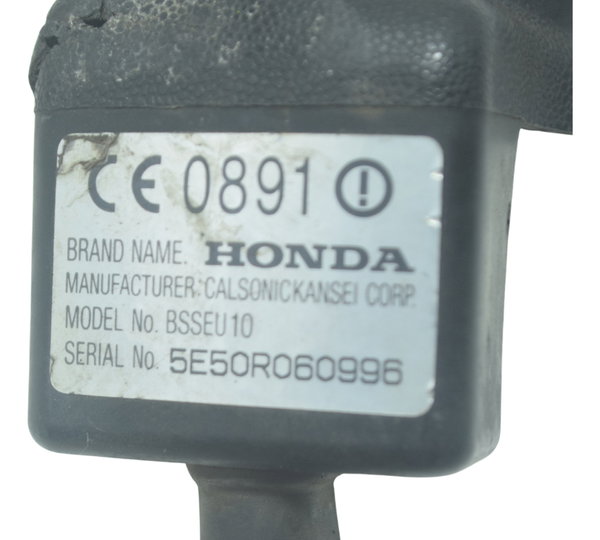 CE 0891
BRAND NAME. HONDA
MANUFACTURER; CALSONICKANSEI CORP.
MODEL No. BSSEU10
SERIAL No. 5E50R060996